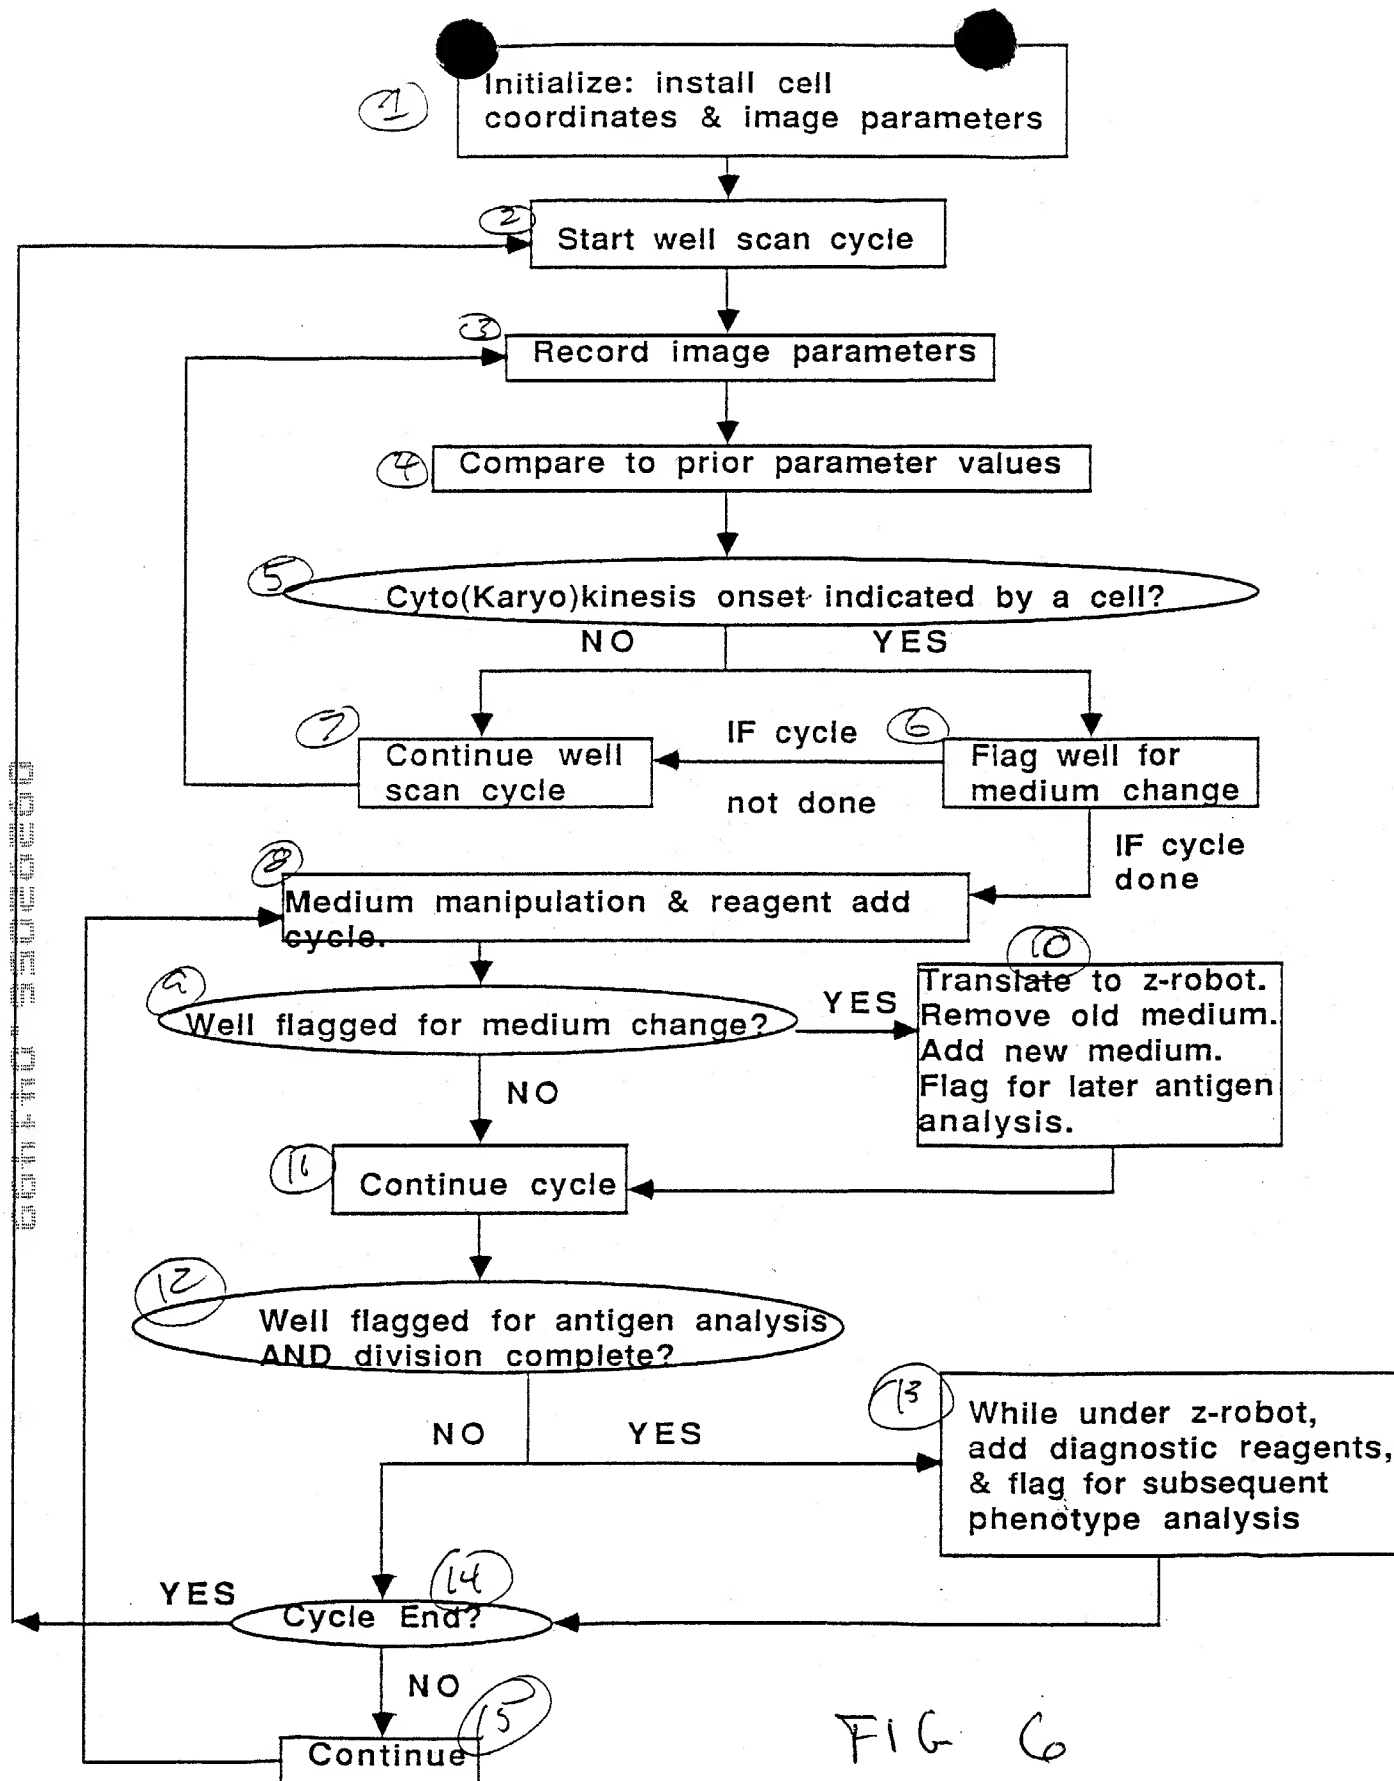 1
Initialize: install cell
coordinates & image parameters
2
Start well scan cycle
3
Record image parameters
4
Compare to prior parameter values
5
Cyto(Karyo)kinesis onset indicated by a cell?
NO
YES
7
Continue well
scan cycle
IF cycle
not done
6
Flag well for
medium change
IF cycle
done
8
Medium manipulation & reagent add
cycle.
9
Well flagged for medium change?
YES
NO
10
Translate to z-robot.
Remove old medium.
Add new medium.
Flag for later antigen
analysis.
11
Continue cycle
12
Well flagged for antigen analysis
AND division complete?
NO
YES
13
While under z-robot,
add diagnostic reagents,
& flag for subsequent
phenotype analysis
14
Cycle End?
YES
NO
15
Continue
FIG 6